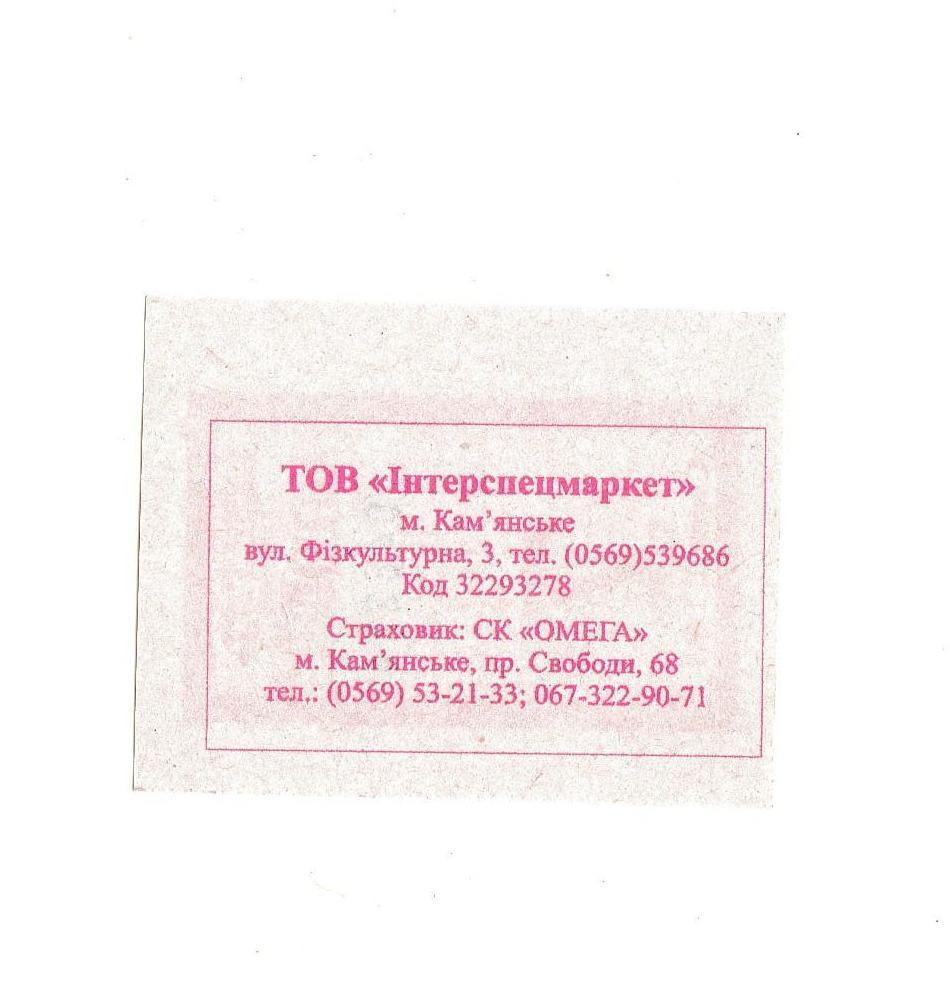 ТОВ «Інтерспецмаркет»
м. Кам’янське
вул. Фізкультурна, 3, тел. (0569)539686
Код 32293278
Страховик: СК «ОМЕГА»
м. Кам’янське, пр. Свободи, 68
тел.: (0569) 53-21-33; 067-322-90-71